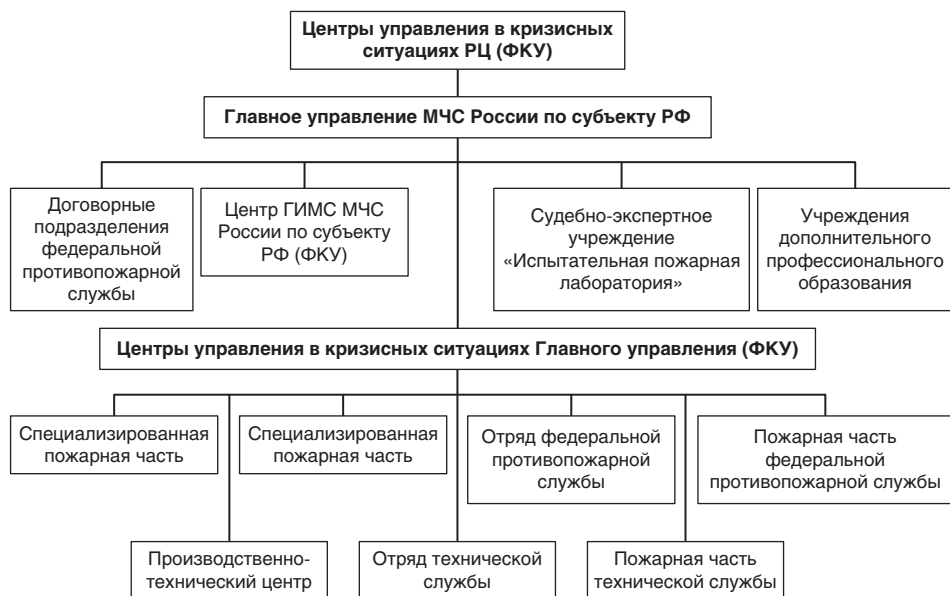 Центры управления в кризисных
ситуациях РЦ (ФКУ)
Главное управление МЧС России по субъекту РФ
Договорные
подразделения
федеральной
противопожарной
службы
Центр ГИМС МЧС
России по субъекту
РФ (ФКУ)
Судебно-экспертное
учреждение
«Испытательная пожарная
лаборатория»
Учреждения
дополнительного
профессионального
образования
Центры управления в кризисных ситуациях Главного управления (ФКУ)
Специализированная
пожарная часть
Специализированная
пожарная часть
Отряд федеральной
противопожарной
службы
Пожарная часть
федеральной
противопожарной службы
Производственно-
технический центр
Отряд технической
службы
Пожарная часть
технической службы